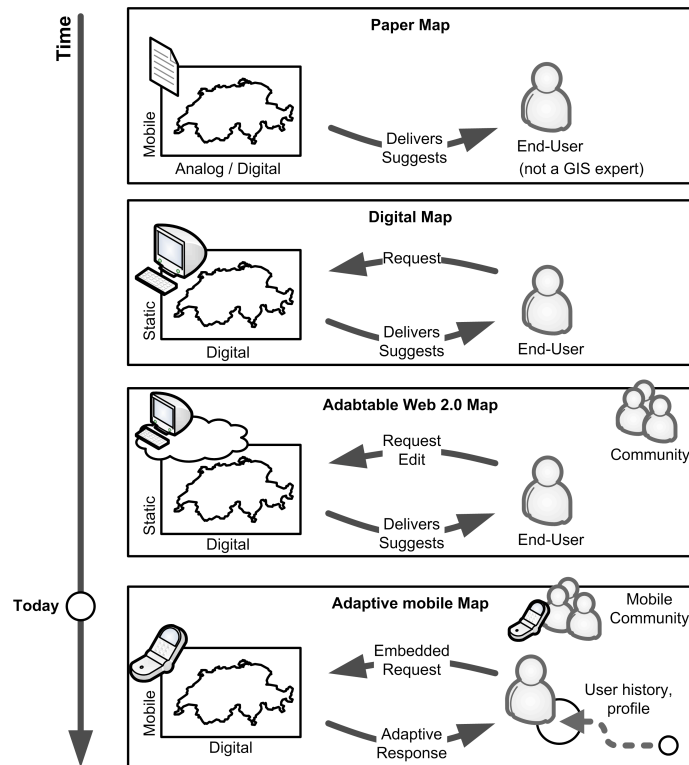 Time
Paper Map
Mobile
Analog / Digital
Delivers
Suggests
End-User
(not a GIS expert)
Digital Map
Static
Digital
Request
Delivers
Suggests
End-User
Adabtable Web 2.0 Map
Community
Static
Digital
Request
Edit
Delivers
Suggests
End-User
Today
Adaptive mobile Map
Mobile
Community
Mobile
Digital
Embedded
Request
Adaptive
Response
User history,
profile